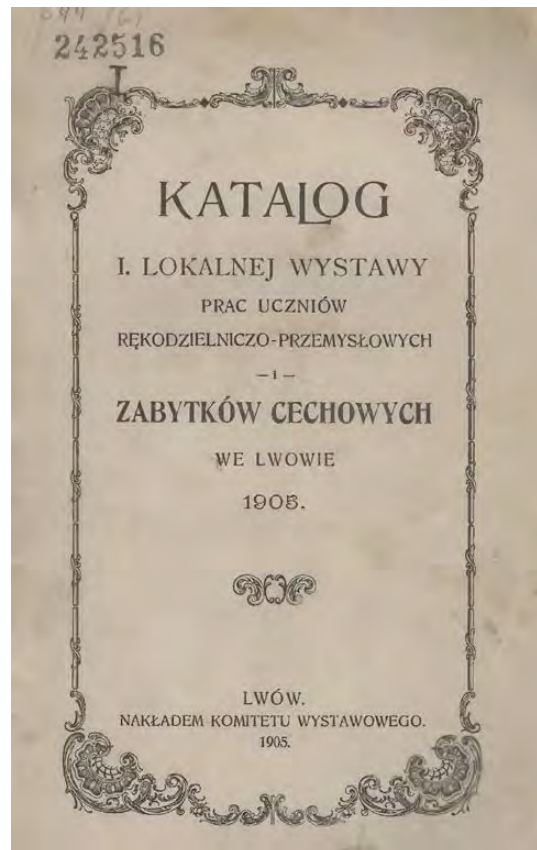 242516
I
KATALOG
I. LOKALNEJ WYSTAWY
PRAC UCZNIÓW
RĘKODZIELNICZO-PRZEMYSŁOWYCH
— i —
ZABYTKÓW CECHOWYCH
WE LWOWIE
1905.
LWÓW.
NAKŁADEM KOMITETU WYSTAWOWEGO.
1905.